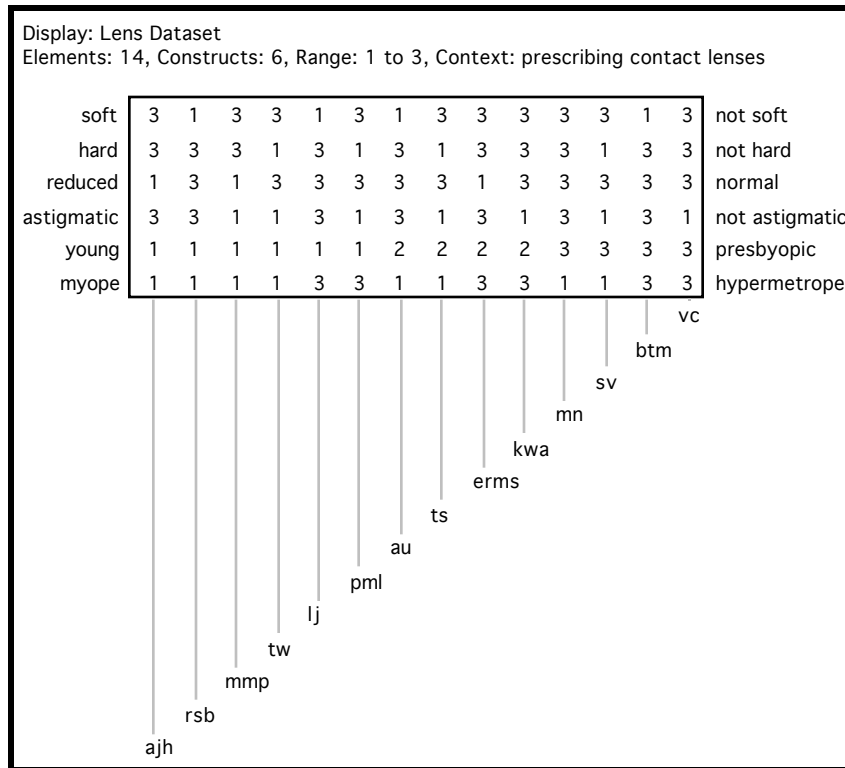 Display: Lens Dataset
Elements: 14, Constructs: 6, Range: 1 to 3, Context: prescribing contact lenses
soft 3 1 3 3 1 3 1 3 3 3 3 3 1 3 not soft
hard 3 3 3 1 3 1 3 1 3 3 3 1 3 3 not hard
reduced 1 3 1 3 3 3 3 3 1 3 3 3 3 3 normal
astigmatic 3 3 1 1 3 1 3 1 3 1 3 1 3 1 not astigmatic
young 1 1 1 1 1 1 2 2 2 2 3 3 3 3 presbyopic
myope 1 1 1 1 3 3 1 1 3 3 1 1 3 3 hypermetrope
vc
btm
sv
mn
kwa
erms
ts
au
pml
lj
tw
mmp
rsb
ajh